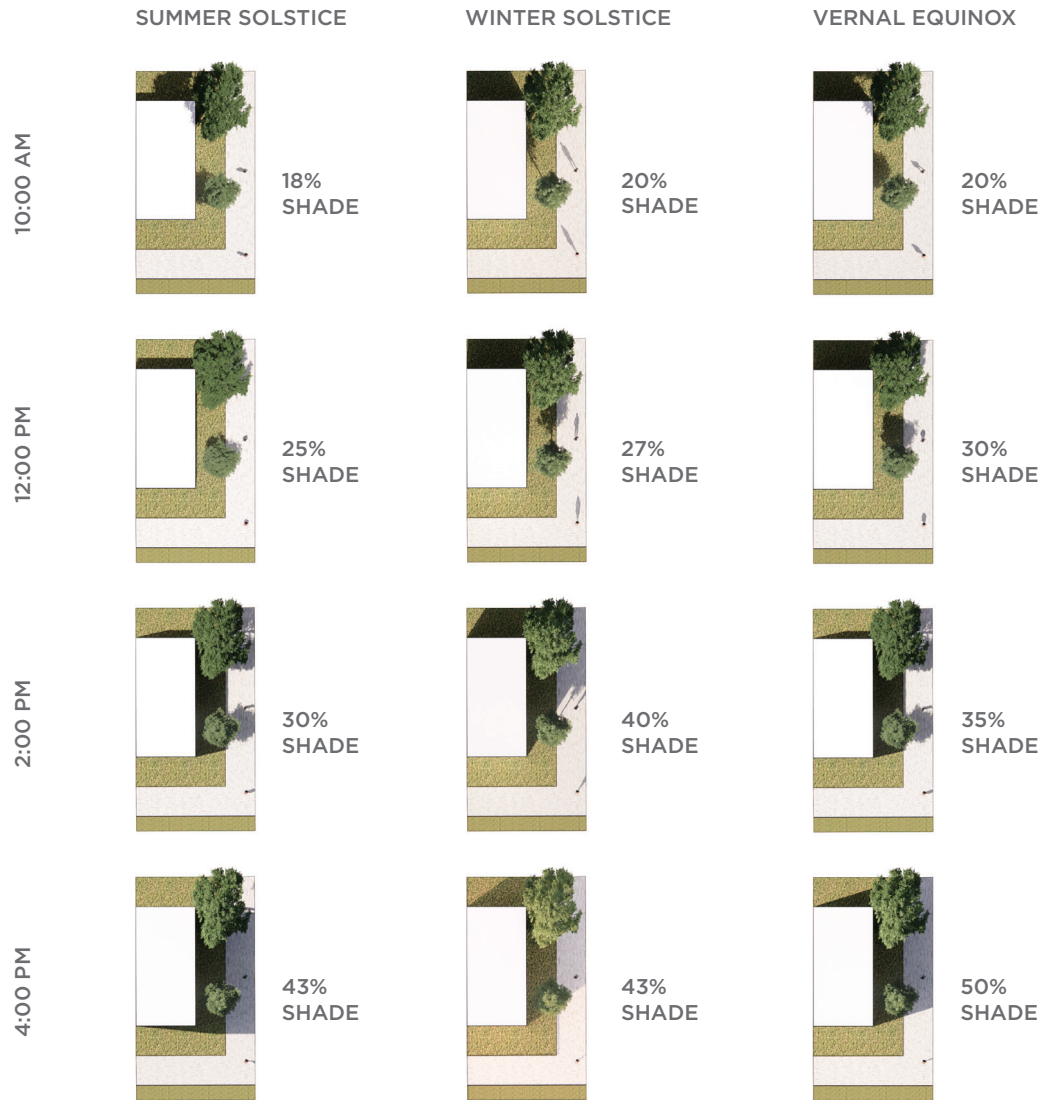 SUMMER SOLSTICE
WINTER SOLSTICE
VERNAL EQUINOX
10:00 AM
18%
SHADE
20%
SHADE
20%
SHADE
12:00 PM
25%
SHADE
27%
SHADE
30%
SHADE
2:00 PM
30%
SHADE
40%
SHADE
35%
SHADE
4:00 PM
43%
SHADE
43%
SHADE
50%
SHADE